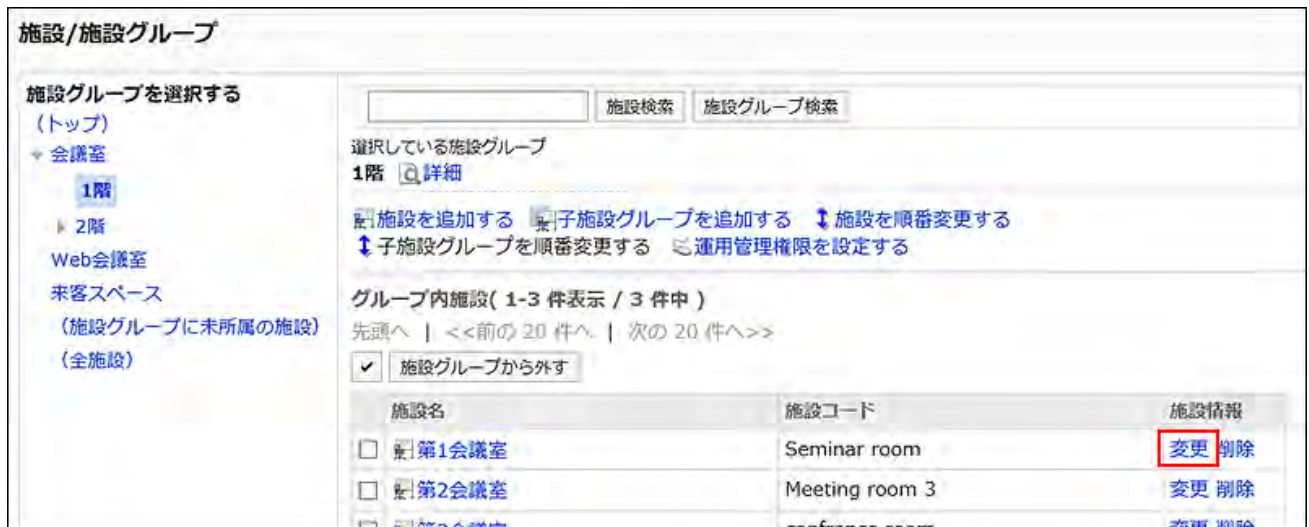 施設/施設グループ
施設グループを選択する
(トップ)
会議室
1階
2階
Web会議室
来客スペース
(施設グループに未所属の施設)
(全施設)
施設検索 施設グループ検索
選択している施設グループ
1階 詳細
施設を追加する 子施設グループを追加する 施設を順番変更する
子施設グループを順番変更する 運用管理権限を設定する
グループ内施設( 1-3 件表示 / 3 件中 )
先頭へ | <<前の 20 件へ | 次の 20 件へ>>
施設グループから外す
施設名 施設コード 施設情報
第1会議室 Seminar room 変更 削除
第2会議室 Meeting room 3 変更 削除